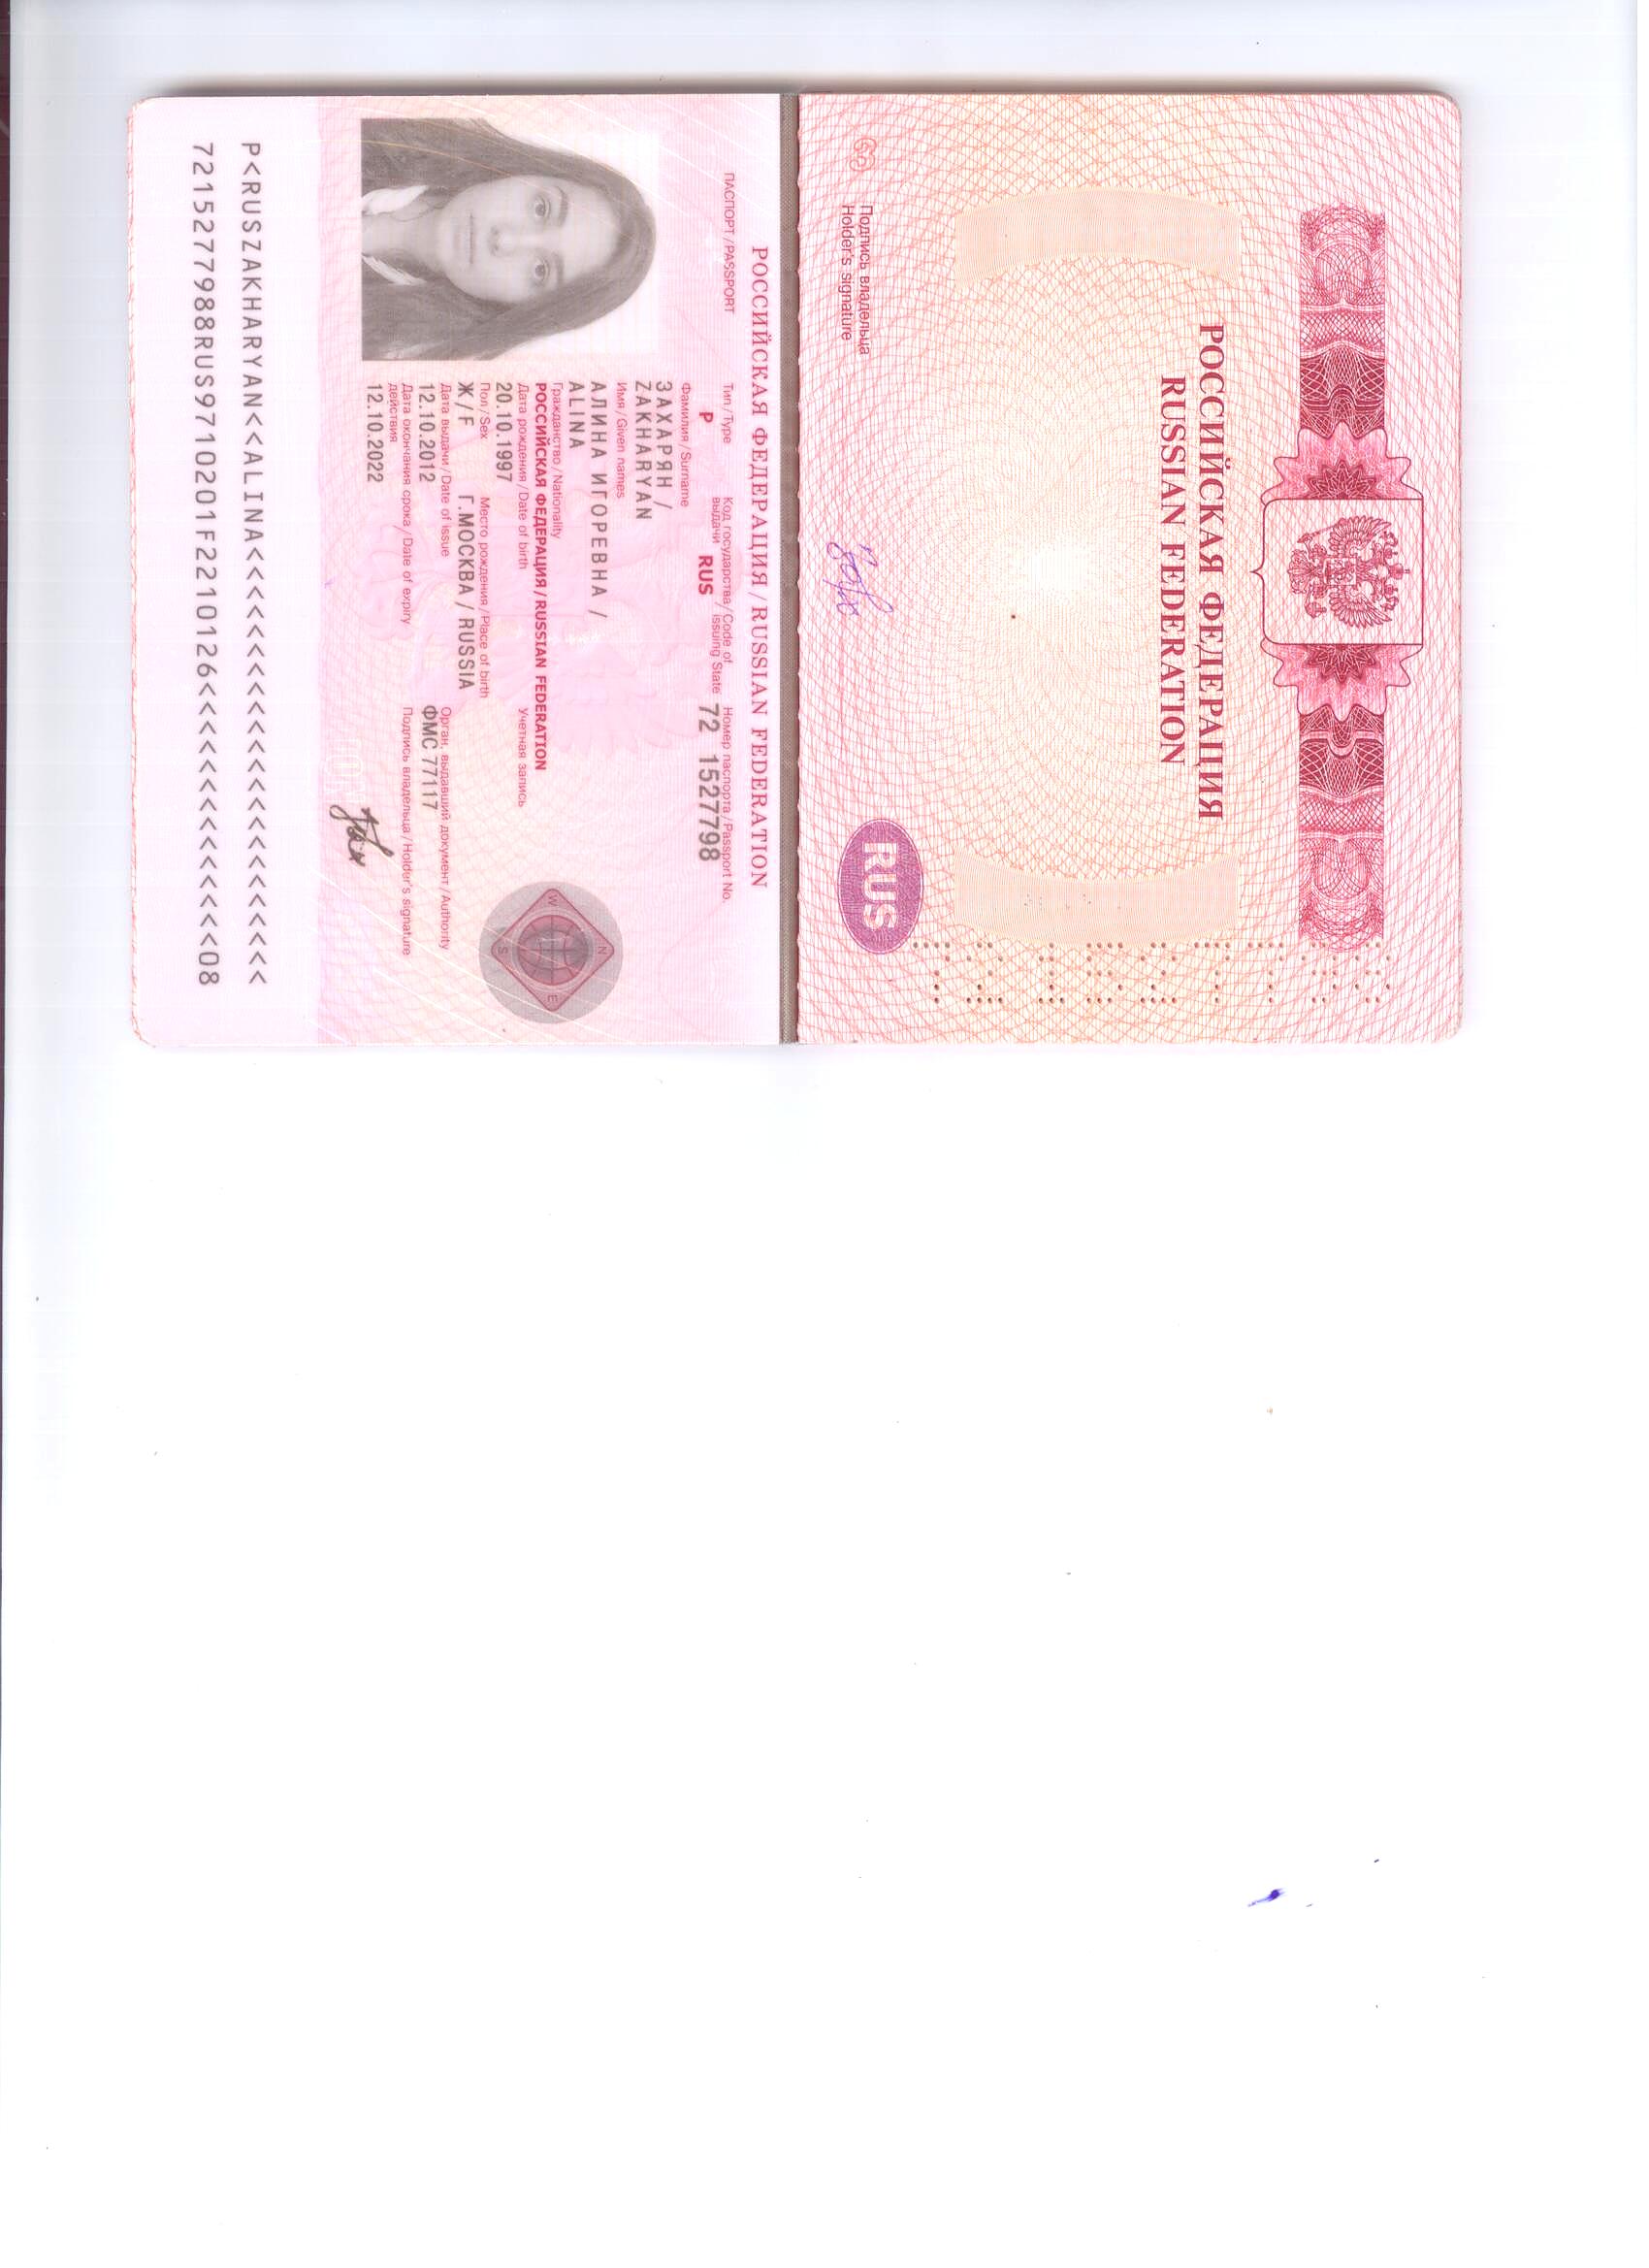 РОССИЙСКАЯ ФЕДЕРАЦИЯ
RUSSIAN FEDERATION
RUS
63
Подпись владельца
Holder's signature
РОССИЙСКАЯ ФЕДЕРАЦИЯ / RUSSIAN FEDERATION
ПАСПОРТ / PASSPORT
Тип / Type
Код государства / Code of
выдачи issuing State
Номер паспорта / Passport No.
P RUS 72 1527798
Фамилия / Surname
ЗАХАРЯН /
ZAKHARYAN
Имя / Given names
АЛИНА ИГОРЕВНА /
ALINA
Гражданство / Nationality
РОССИЙСКАЯ ФЕДЕРАЦИЯ / RUSSIAN FEDERATION
Дата рождения / Date of birth Учетная запись
20.10.1997
Пол / Sex Место рождения / Place of birth
Ж / F Г.МОСКВА / RUSSIA
Дата выдачи / Date of issue Орган, выдавший документ / Authority
12.10.2012 ФМС 77117
Дата окончания срока / Date of expiry Подпись владельца / Holder's signature
действия
12.10.2022
N
W E
S
P<RUSZAKHARYAN<<ALINA<<<<<<<<<<<<<<<<<<<<<<<
7215277988RUS9710201F2210126<<<<<<<<<<<<<<08